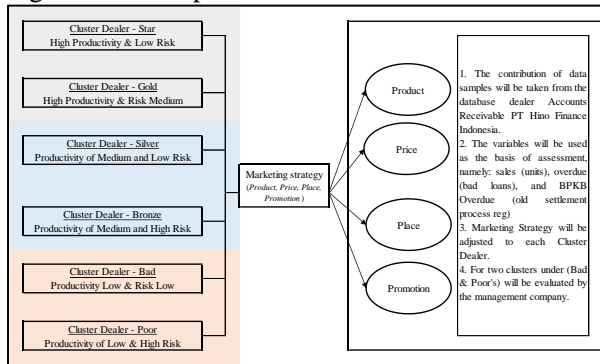 Cluster Dealer - Star
High Productivity & Low Risk
Cluster Dealer - Gold
High Productivity & Risk Medium
Cluster Dealer - Silver
Productivity of Medium and Low Risk
Cluster Dealer - Bronze
Productivity of Medium and High Risk
Cluster Dealer - Bad
Productivity Low & Risk Low
Cluster Dealer - Poor
Productivity of Low & High Risk
Marketing strategy
(Product, Price, Place,
Promotion )
Product
Price
Place
Promotion
1. The contribution of data
samples will be taken from the
database dealer Accounts
Receivable PT Hino Finance
Indonesia.
2. The variables will be used
as the basis of assessment,
namely: sales (units), overdue
(bad loans), and BPKB
Overdue (old settlement
process reg)
3. Marketing Strategy will be
adjusted to each Cluster
Dealer.
4. For two clusters under (Bad
& Poor's) will be evaluated by
the management company.